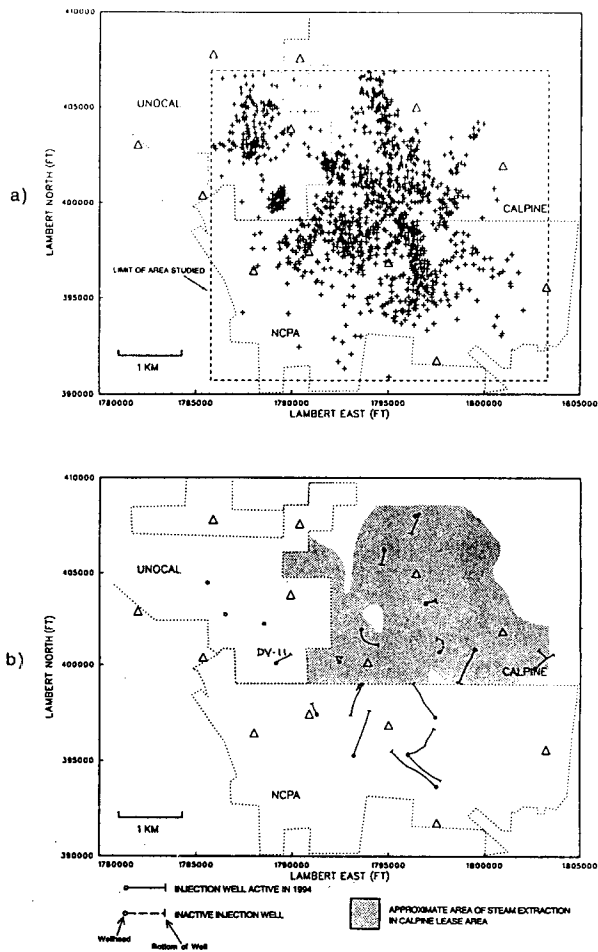 a)
410000
405000
400000
395000
390000
LAMBERT NORTH (FT)
UNOCAL
CALPINE
LIMIT OF AREA STUDIED
NCPA
1 KM
1780000 1785000 1790000 1795000 1800000 1805000
LAMBERT EAST (FT)
b)
410000
405000
400000
395000
390000
LAMBERT NORTH (FT)
UNOCAL
DV-11
CALPINE
NCPA
1 KM
1780000 1785000 1790000 1795000 1800000 1805000
LAMBERT EAST (FT)
INJECTION WELL ACTIVE IN 1994
INACTIVE INJECTION WELL
Wellhead
Bottom of Well
APPROXIMATE AREA OF STEAM EXTRACTION
IN CALPINE LEASE AREA